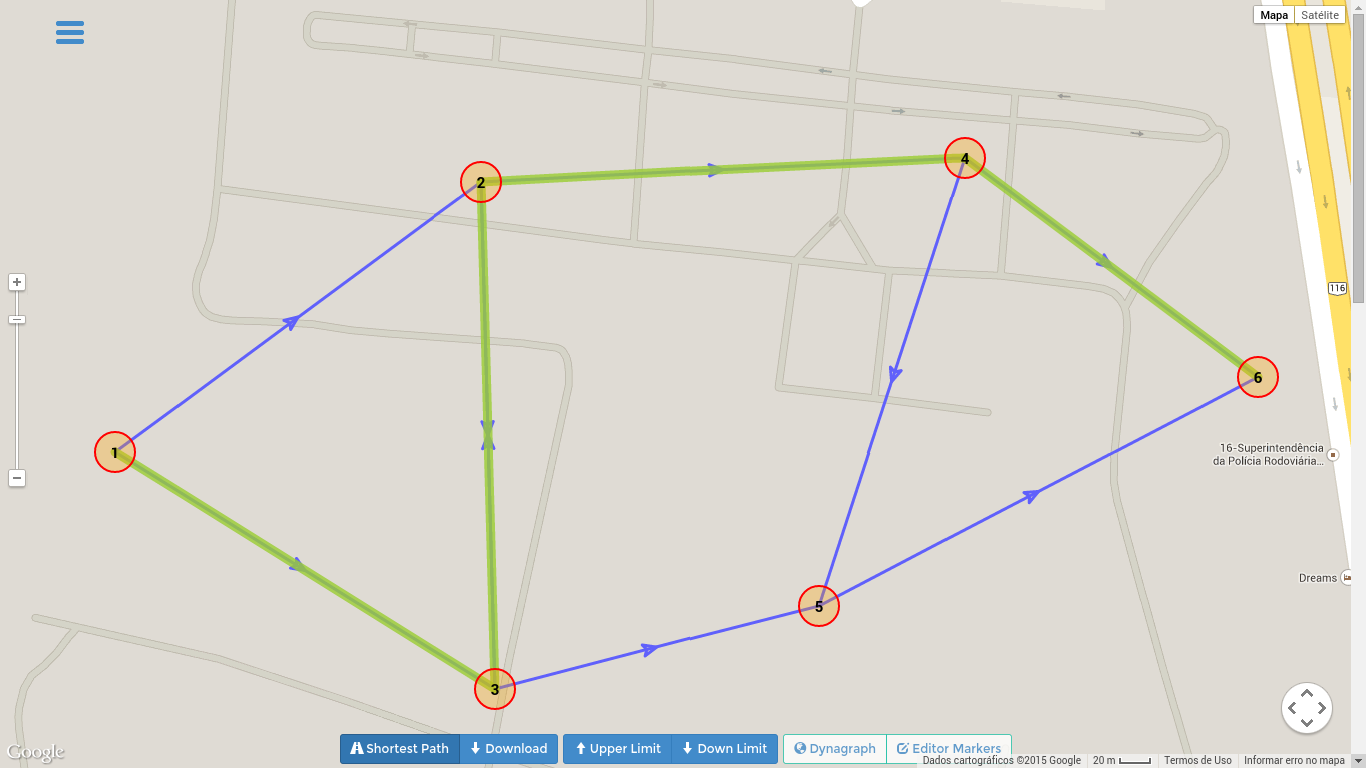 Mapa Satélite
2
4
116
6
1
16-Superintendência
da Polícia Rodoviária...
5
Dreams
3
Google
Shortest Path Download Upper Limit Down Limit Dynagraph Editor Markers
Dados cartográficos ©2015 Google 20 m Termos de Uso Informar erro no mapa